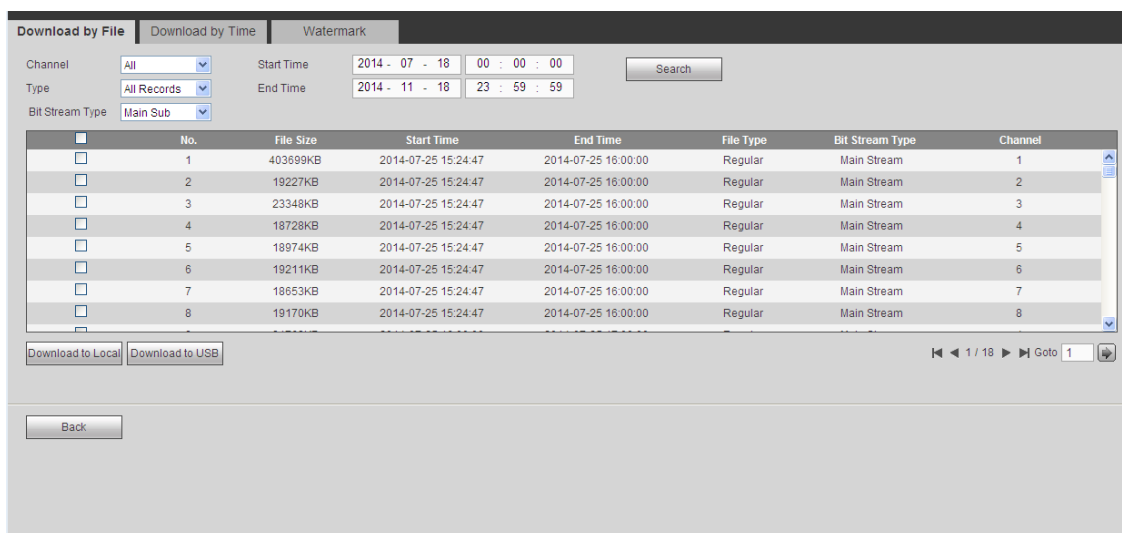 Download by File Download by Time Watermark
Channel All Start Time 2014 - 07 - 18 00 : 00 : 00 Search
Type All Records End Time 2014 - 11 - 18 23 : 59 : 59
Bit Stream Type Main Sub
No. File Size Start Time End Time File Type Bit Stream Type Channel
1 403699KB 2014-07-25 15:24:47 2014-07-25 16:00:00 Regular Main Stream 1
2 19227KB 2014-07-25 15:24:47 2014-07-25 16:00:00 Regular Main Stream 2
3 23348KB 2014-07-25 15:24:47 2014-07-25 16:00:00 Regular Main Stream 3
4 18728KB 2014-07-25 15:24:47 2014-07-25 16:00:00 Regular Main Stream 4
5 18974KB 2014-07-25 15:24:47 2014-07-25 16:00:00 Regular Main Stream 5
6 19211KB 2014-07-25 15:24:47 2014-07-25 16:00:00 Regular Main Stream 6
7 18653KB 2014-07-25 15:24:47 2014-07-25 16:00:00 Regular Main Stream 7
8 19170KB 2014-07-25 15:24:47 2014-07-25 16:00:00 Regular Main Stream 8
Download to Local Download to USB 1 / 18 Goto 1
Back